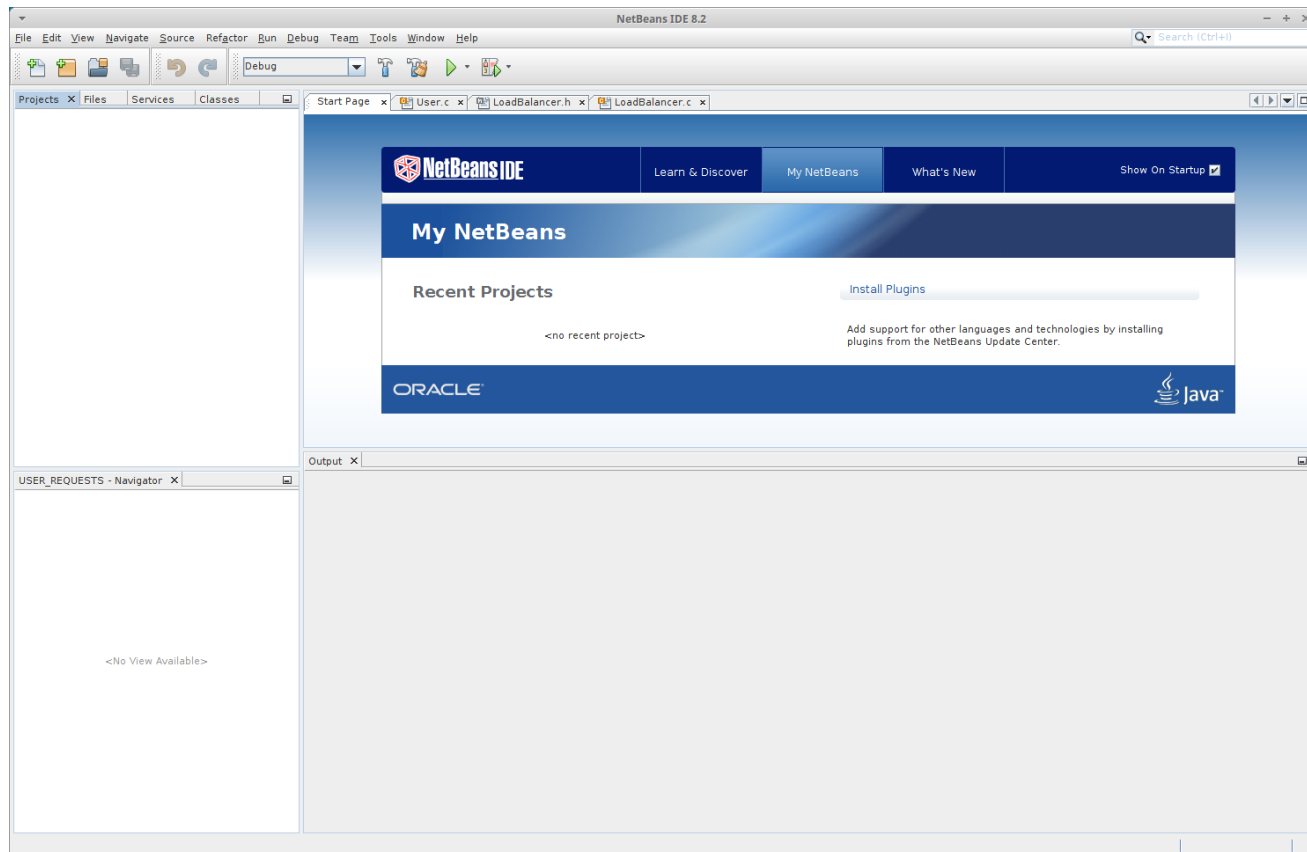 NetBeans IDE 8.2
File Edit View Navigate Source Refactor Run Debug Team Tools Window Help
Search (Ctrl+I)
Debug
Projects Files Services Classes
Start Page User.c LoadBalancer.h LoadBalancer.c
NetBeans IDE
Learn & Discover My NetBeans What's New Show On Startup
My NetBeans
Recent Projects
<no recent project>
Install Plugins
Add support for other languages and technologies by installing
plugins from the NetBeans Update Center.
ORACLE
Java
Output
USER_REQUESTS - Navigator
<No View Available>